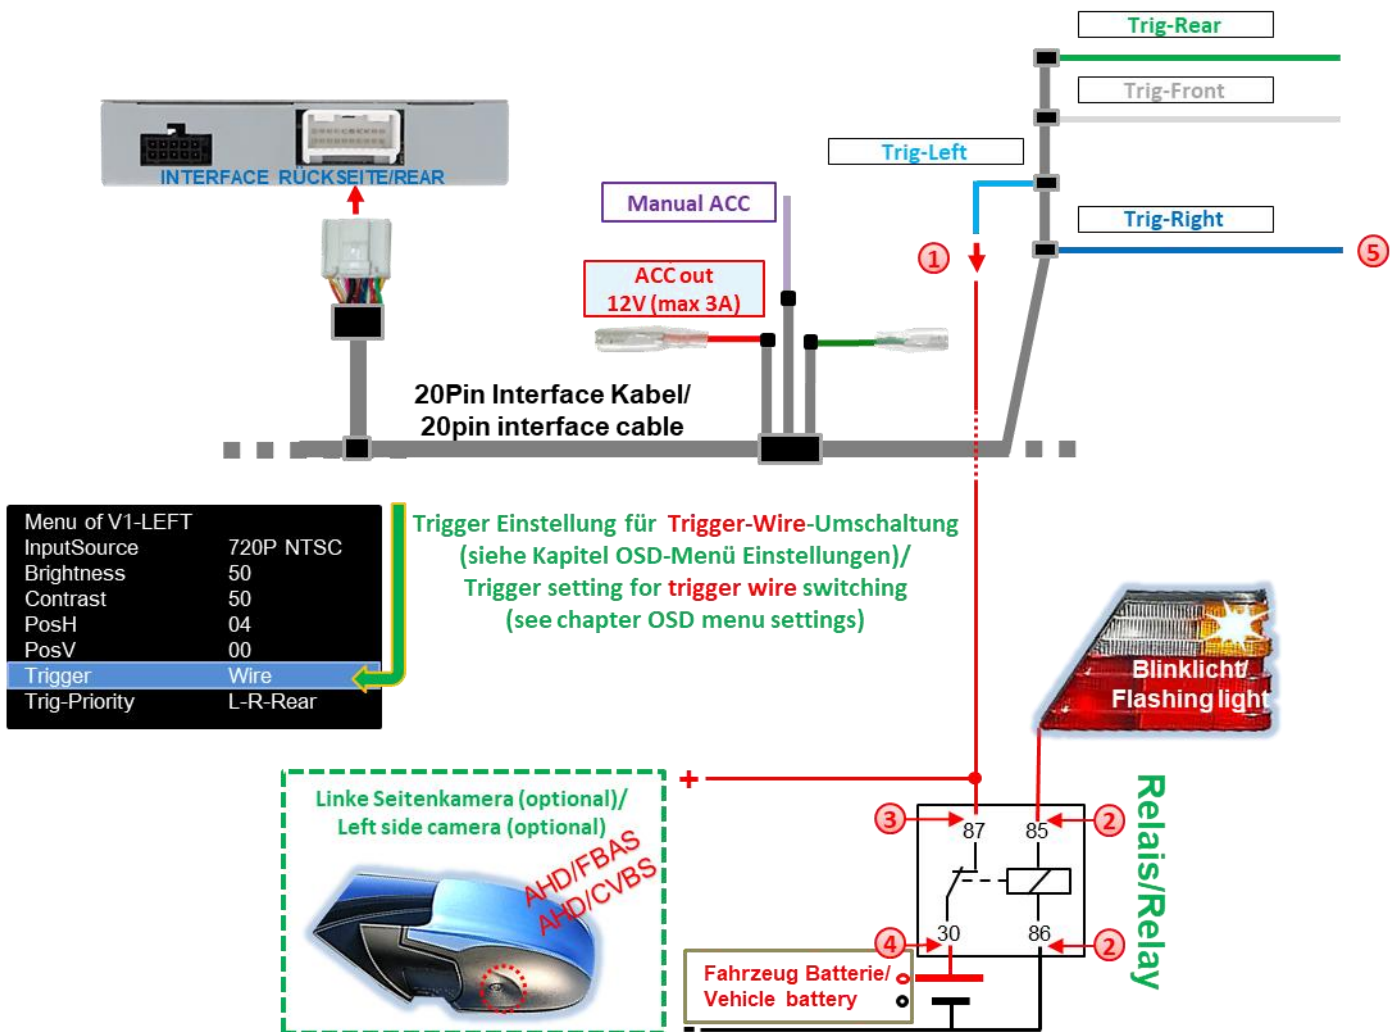 Trig-Rear
Trig-Front
Trig-Left
Trig-Right
INTERFACE RÜCKSEITE/REAR
Manual ACC
ACC out
12V (max 3A)
1
5
20Pin Interface Kabel/
20pin interface cable
Menu of V1-LEFT
InputSource 720P NTSC
Brightness 50
Contrast 50
PosH 04
PosV 00
Trigger Wire
Trig-Priority L-R-Rear
Trigger Einstellung für Trigger-Wire-Umschaltung
(siehe Kapitel OSD-Menü Einstellungen)/
Trigger setting for trigger wire switching
(see chapter OSD menu settings)
Blinklicht/
Flashing light
Linke Seitenkamera (optional)/
Left side camera (optional)
AHD/FBAS
AHD/CVBS
+
3
87
85
2
4
30
86
2
Relais/Relay
Fahrzeug Batterie/
Vehicle battery
-